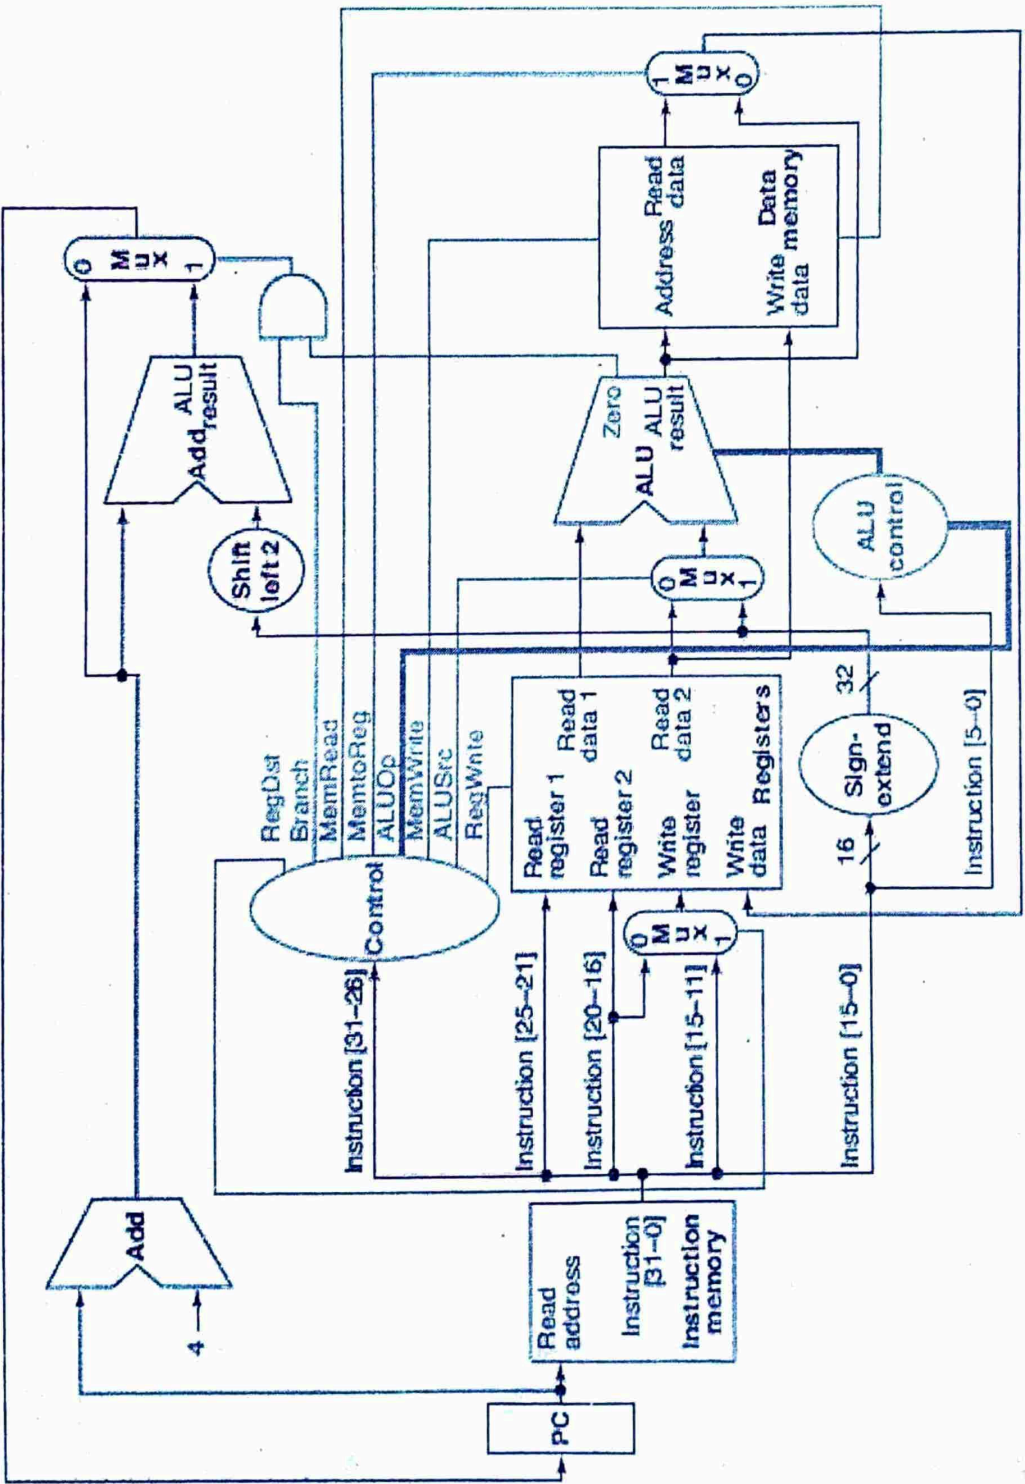 PC
Read
address
Instruction
[31–0]
Instruction
memory
4
Add
Instruction [31–26]
Instruction [25–21]
Instruction [20–16]
Instruction [15–11]
Instruction [15–0]
Control
RegDst
Branch
MemRead
MemtoReg
ALUOp
MemWrite
ALUSrc
RegWrite
0
M
u
x
1
Read
register 1
Read
register 2
Write
register
Write
data
Read
data 1
Read
data 2
Registers
16
Sign-
extend
32
Instruction [5–0]
Shift
left 2
Add
ALU
result
0
M
u
x
1
0
M
u
x
1
ALU
Zero
ALU
result
ALU
control
Address
Read
data
Write
data
Data
memory
1
M
u
x
0